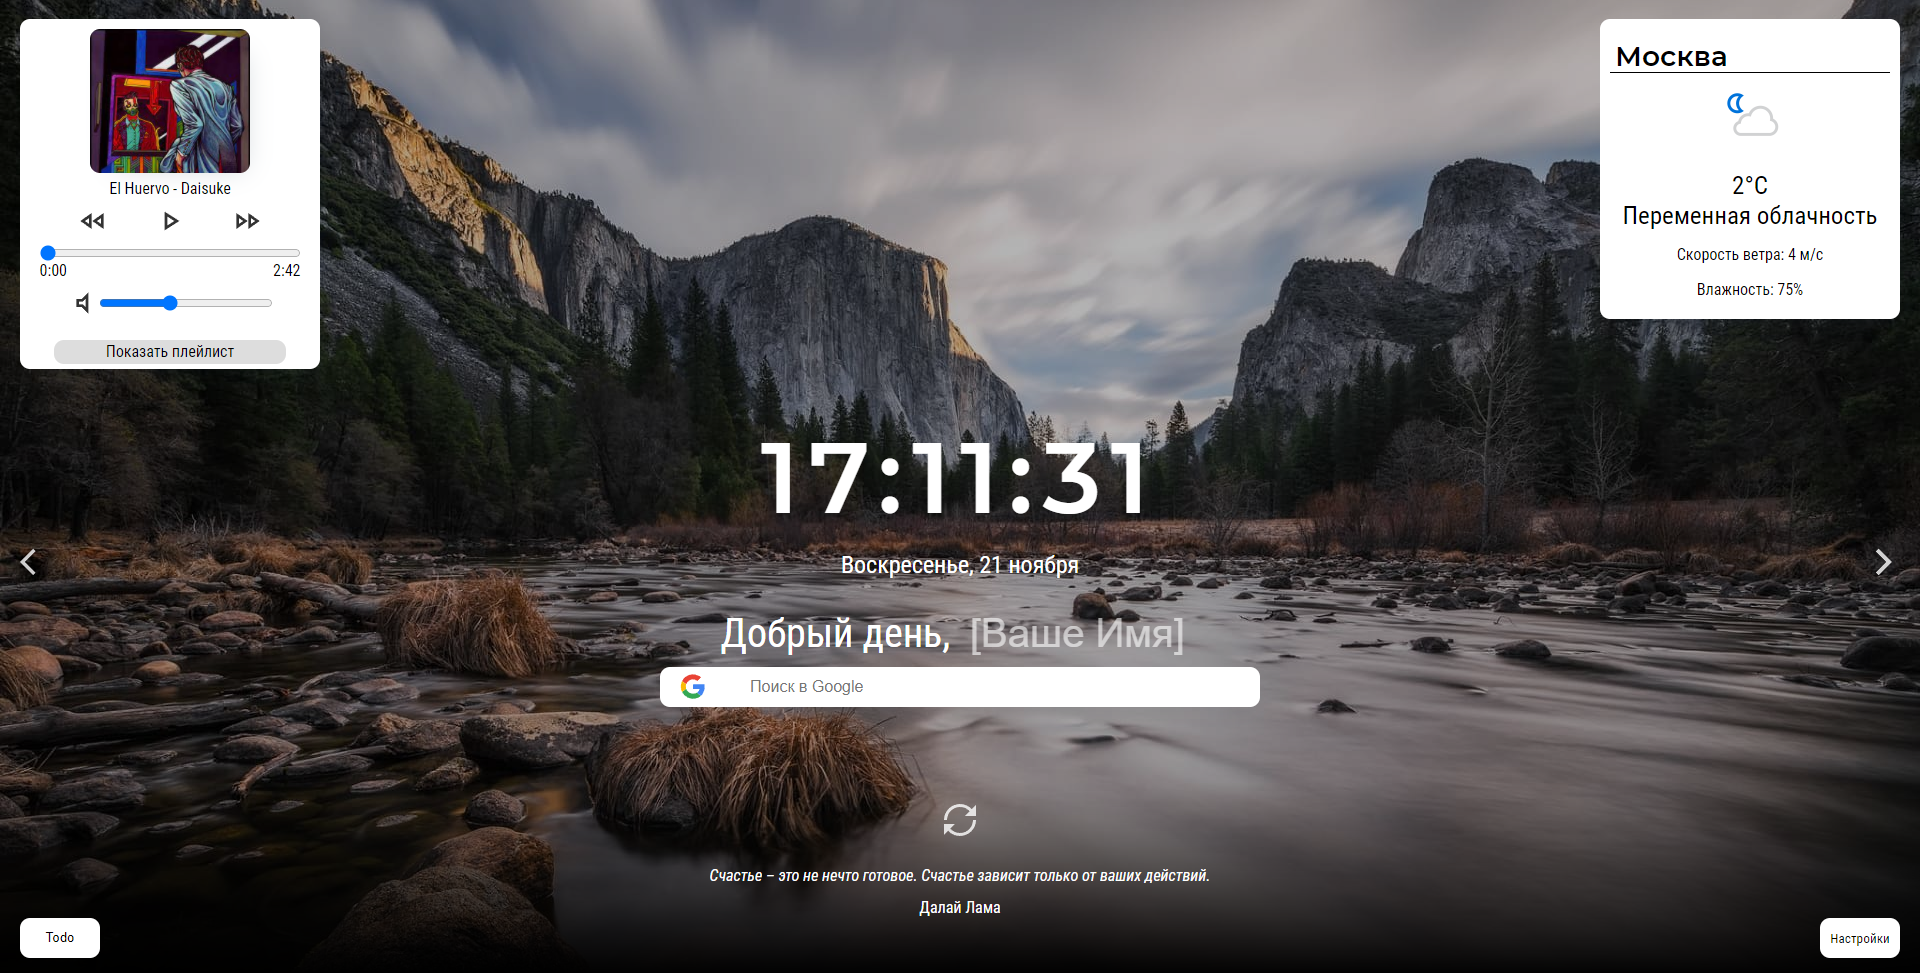 El Huervo - Daisuke
0:00 2:42
Показать плейлист
Москва
2°C
Переменная облачность
Скорость ветра: 4 м/с
Влажность: 75%
17:11:31
Воскресенье, 21 ноября
Добрый день, [Ваше Имя]
Поиск в Google
Счастье – это не нечто готовое. Счастье зависит только от ваших действий.
Далай Лама
Todo
Настройки